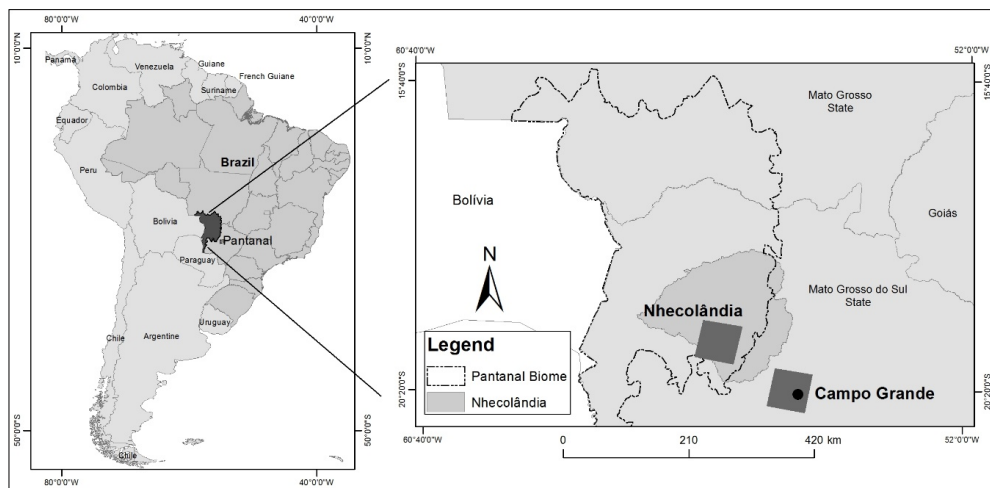 80°0'0"W
40°0'0"W
10°0'0"N
10°0'0"N
Panamá
Venezuela
Guiane
French Guiane
Suriname
Colombia
Équador
Brazil
Peru
Bolivia
Pantanal
Paraguay
Chile
Argentine
Uruguay
Chile
50°0'0"S
50°0'0"S
80°0'0"W
40°0'0"W
60°40'0"W
52°0'0"W
15°40'0"S
15°40'0"S
Mato Grosso
State
Bolívia
Goiás
N
Mato Grosso do Sul
State
Nhecolândia
Legend
Pantanal Biome
Nhecolândia
Campo Grande
20°20'0"S
20°20'0"S
60°40'0"W
52°0'0"W
0
210
420 km